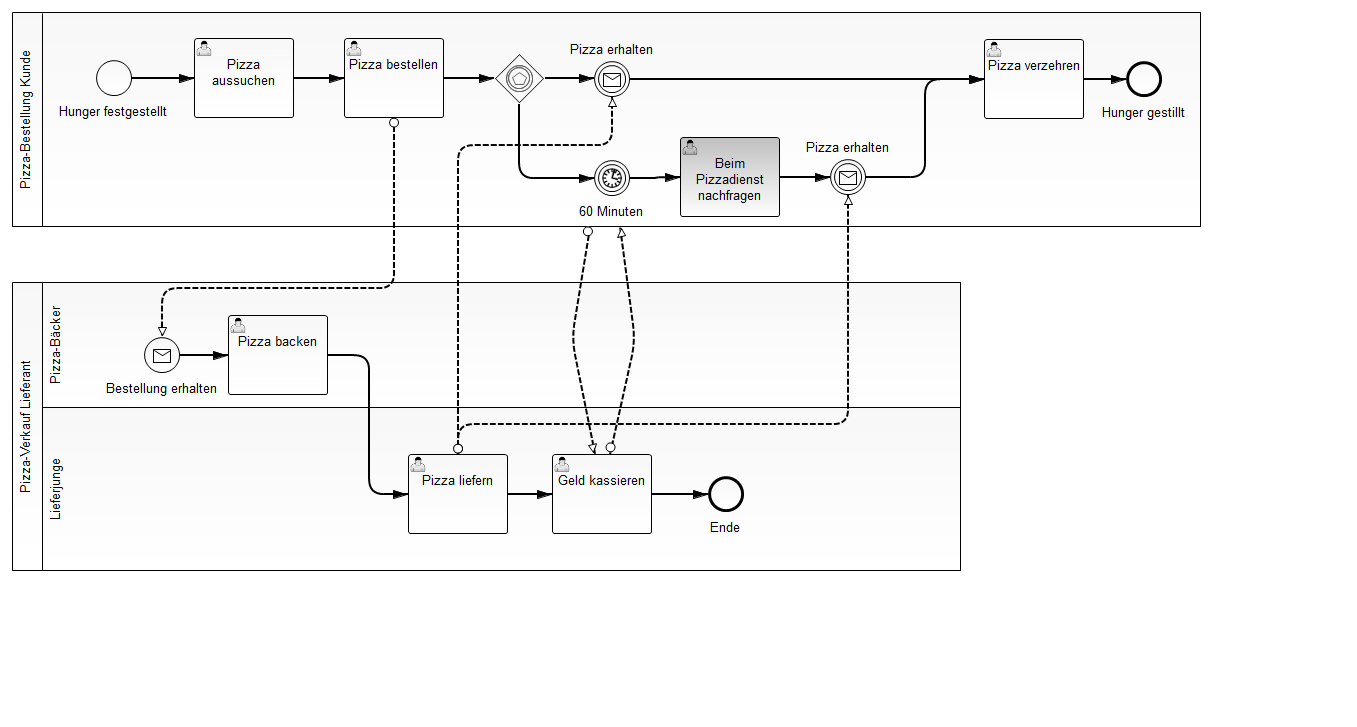 Pizza-Bestellung Kunde
Hunger festgestellt
Pizza
aussuchen
Pizza bestellen
Pizza erhalten
60 Minuten
Beim
Pizzadienst
nachfragen
Pizza erhalten
Pizza verzehren
Hunger gestillt
Pizza-Verkauf Lieferant
Pizza-Bäcker
Bestellung erhalten
Pizza backen
Lieferjunge
Pizza liefern
Geld kassieren
Ende